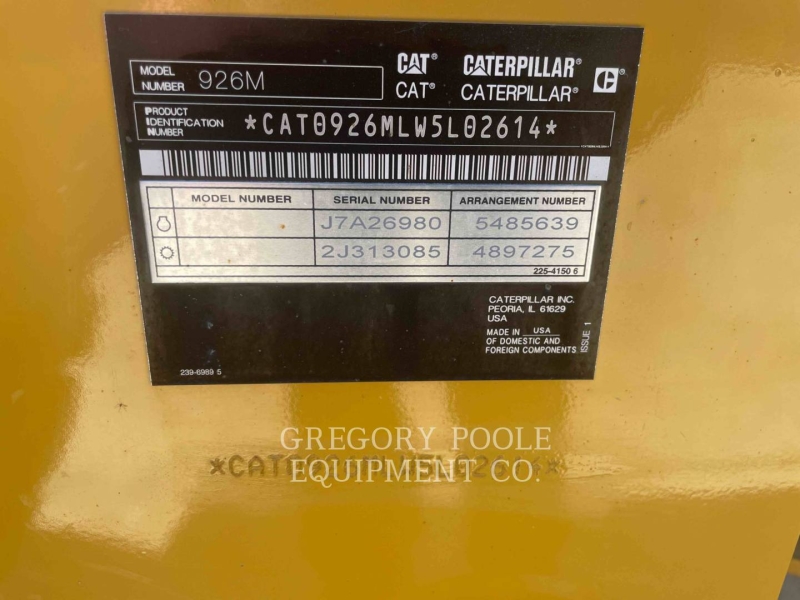 MODEL NUMBER 926M
CAT® CATERPILLAR®
CAT® CATERPILLAR®
PRODUCT IDENTIFICATION NUMBER *CAT0926MLW5L02614*
MODEL NUMBER SERIAL NUMBER ARRANGEMENT NUMBER
J7A26980 5485639
2J313085 4897275
225-4150 6
CATERPILLAR INC.
PEORIA, IL 61629
USA
MADE IN USA
OF DOMESTIC AND
FOREIGN COMPONENTS
ISSUE 1
239-6989 5
GREGORY POOLE
EQUIPMENT CO.
*CAT0926MLW5L02614*